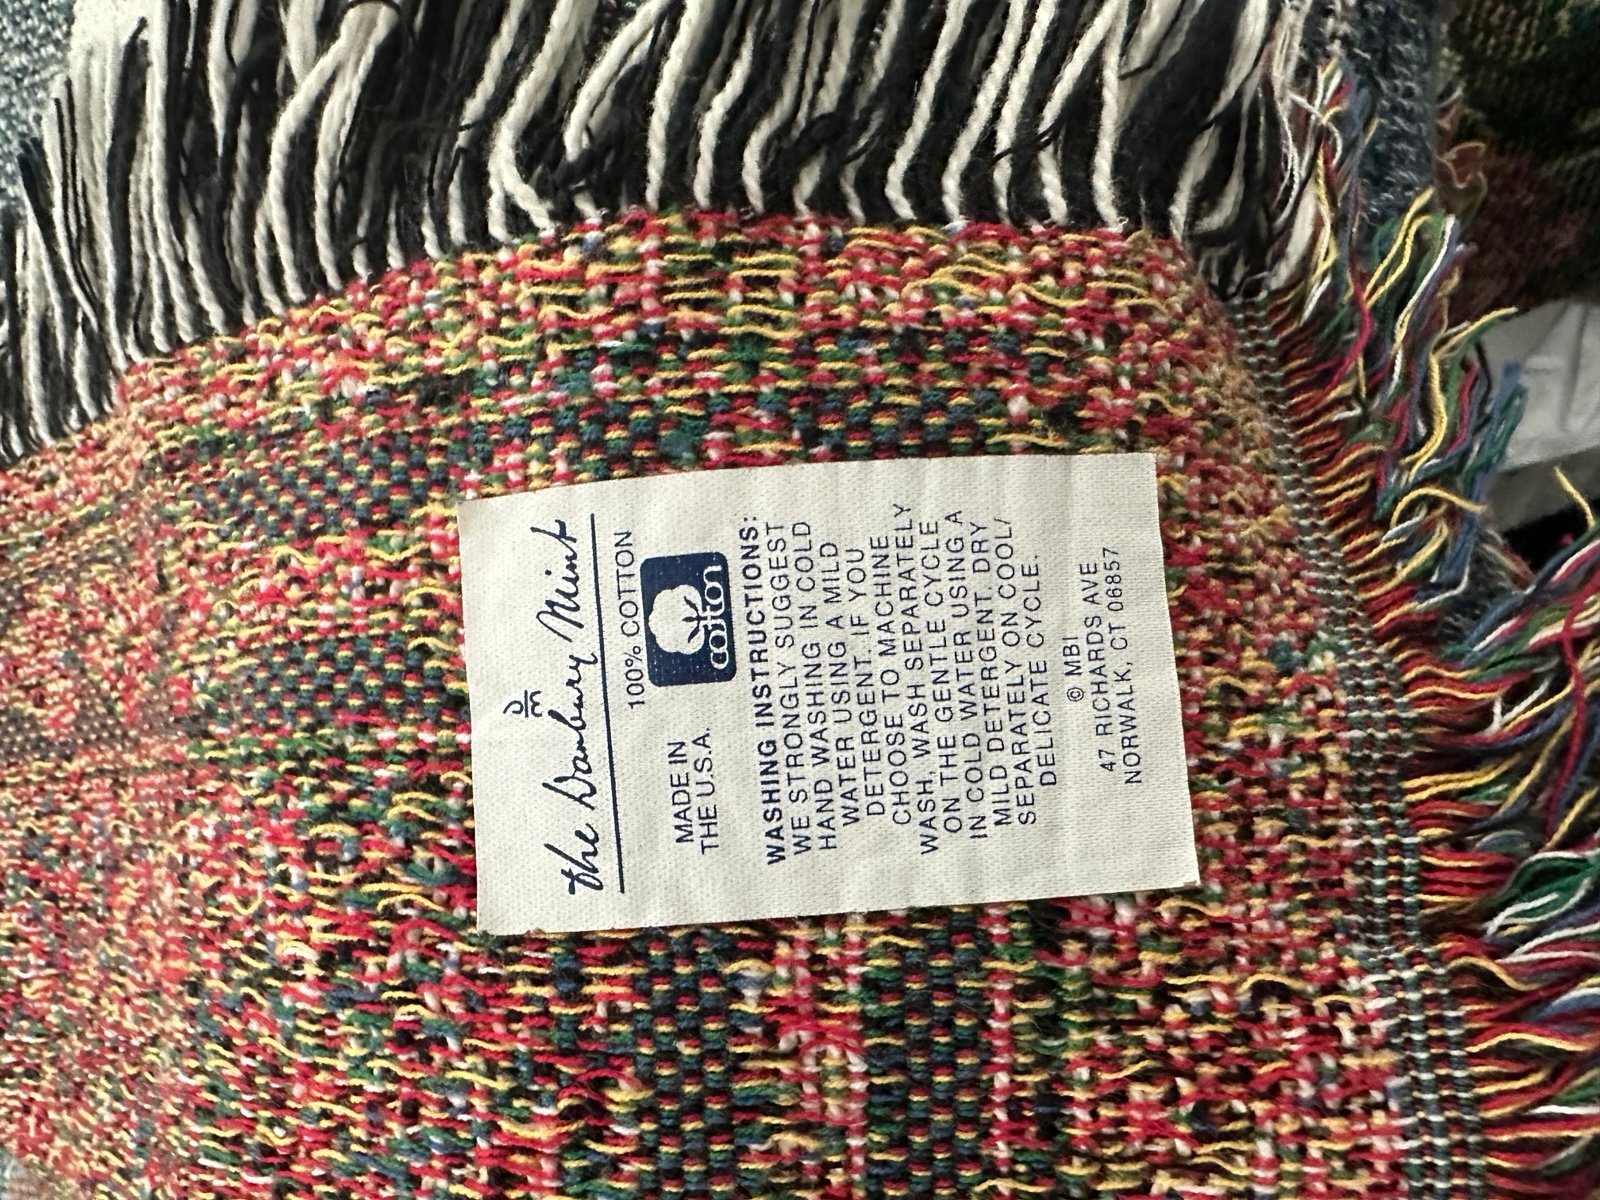 DM
The Danbury Mint
100% COTTON
MADE IN
THE U.S.A.
cotton
WASHING INSTRUCTIONS:
WE STRONGLY SUGGEST
HAND WASHING IN COLD
WATER USING A MILD
DETERGENT. IF YOU
CHOOSE TO MACHINE
WASH, WASH SEPARATELY
ON THE GENTLE CYCLE
IN COLD WATER USING A
MILD DETERGENT. DRY
SEPARATELY ON COOL/
DELICATE CYCLE.
© MBI
47 RICHARDS AVE
NORWALK, CT 06857